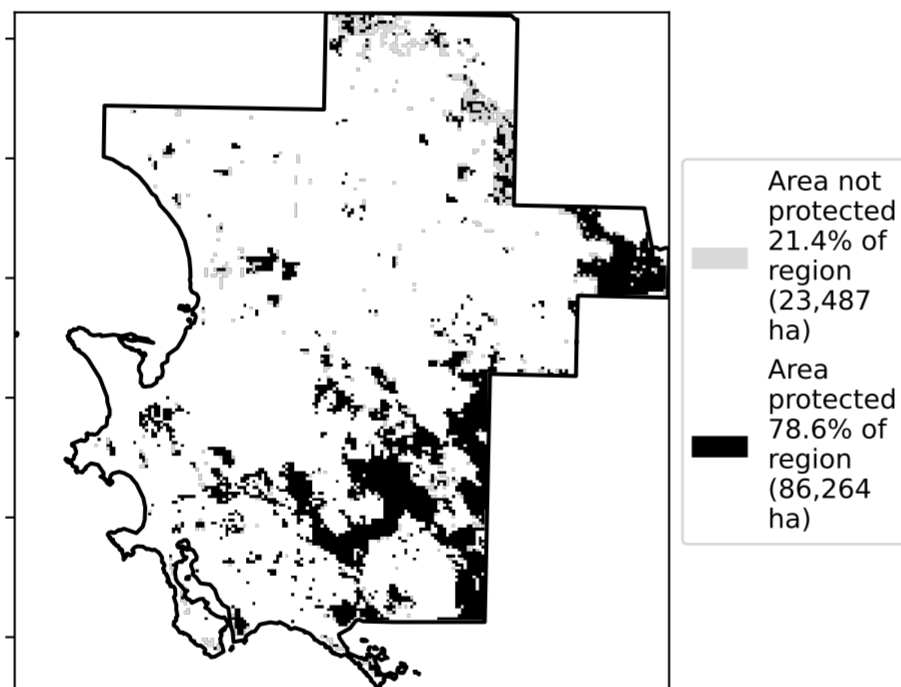 Area not
protected
21.4% of
region
(23,487
ha)
Area
protected
78.6% of
region
(86,264
ha)